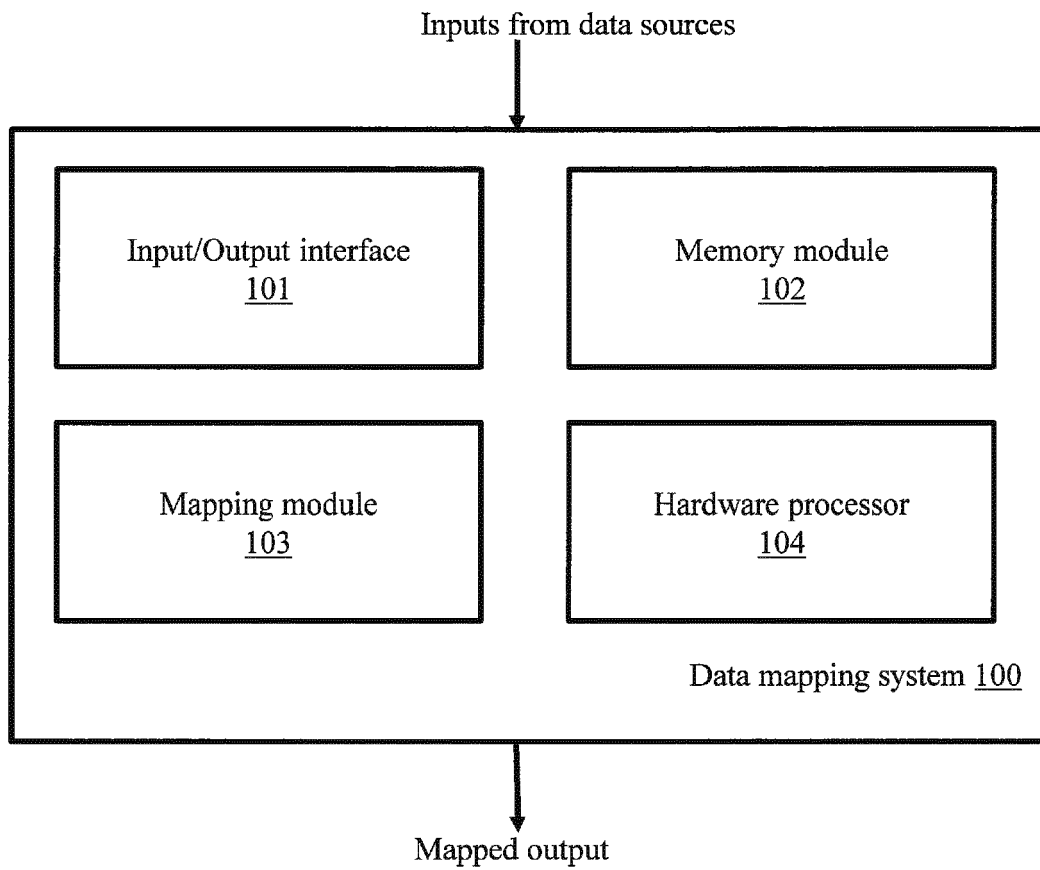 Inputs from data sources
Input/Output interface
101
Memory module
102
Mapping module
103
Hardware processor
104
Data mapping system 100
Mapped output